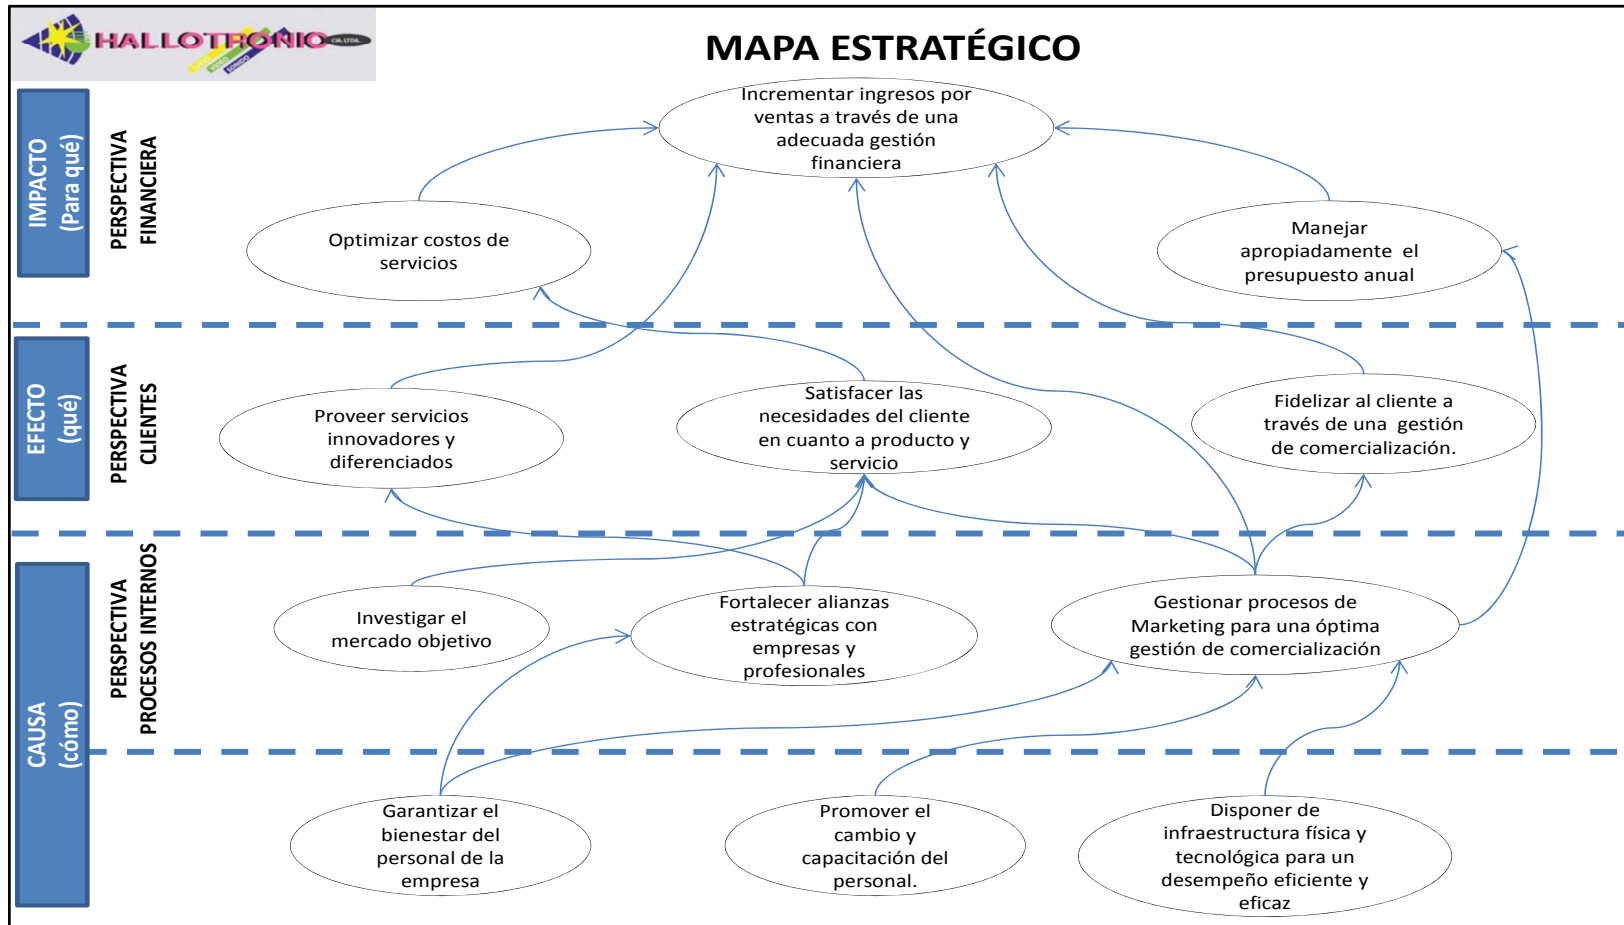 HALLOTRONIC CIA. LTDA.
LUCES
VIDEO
SONIDO
MAPA ESTRATÉGICO
IMPACTO
(Para qué)
PERSPECTIVA
FINANCIERA
Incrementar ingresos por
ventas a través de una
adecuada gestión
financiera
Optimizar costos de
servicios
Manejar
apropiadamente el
presupuesto anual
EFECTO
(qué)
PERSPECTIVA
CLIENTES
Proveer servicios
innovadores y
diferenciados
Satisfacer las
necesidades del cliente
en cuanto a producto y
servicio
Fidelizar al cliente a
través de una gestión
de comercialización.
CAUSA
(cómo)
PERSPECTIVA
PROCESOS INTERNOS
Investigar el
mercado objetivo
Fortalecer alianzas
estratégicas con
empresas y
profesionales
Gestionar procesos de
Marketing para una óptima
gestión de comercialización
Garantizar el
bienestar del
personal de la
empresa
Promover el
cambio y
capacitación del
personal.
Disponer de
infraestructura física y
tecnológica para un
desempeño eficiente y
eficaz